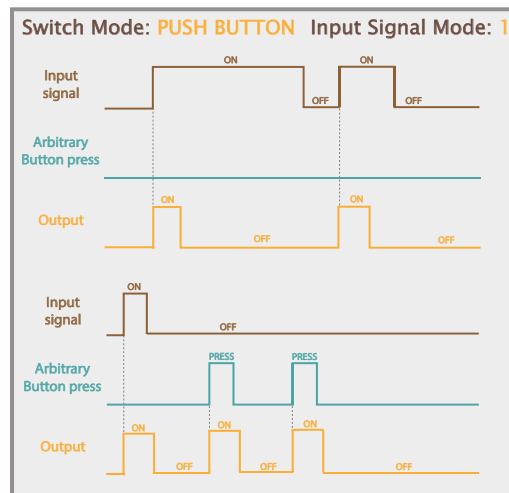 Switch Mode: PUSH BUTTON Input Signal Mode: 1
ON
ON
Input
signal
OFF
OFF
Arbitrary
Button press
ON
ON
Output
OFF
OFF
ON
Input
signal
OFF
PRESS
PRESS
Arbitrary
Button press
ON
ON
ON
Output
OFF
OFF
OFF